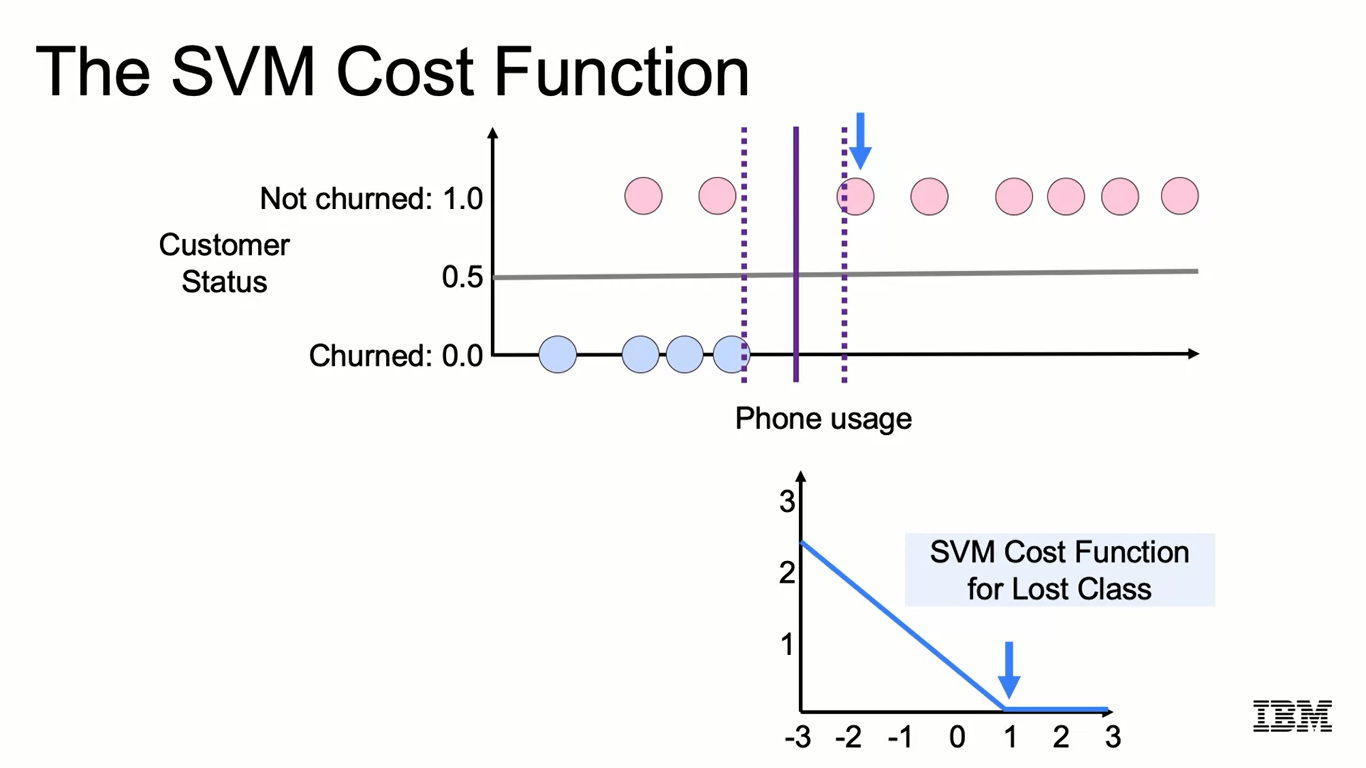 The SVM Cost Function
Not churned: 1.0
Customer
Status
0.5
Churned: 0.0
Phone usage
3
SVM Cost Function
for Lost Class
2
1
-3 -2 -1 0 1 2 3
IBM